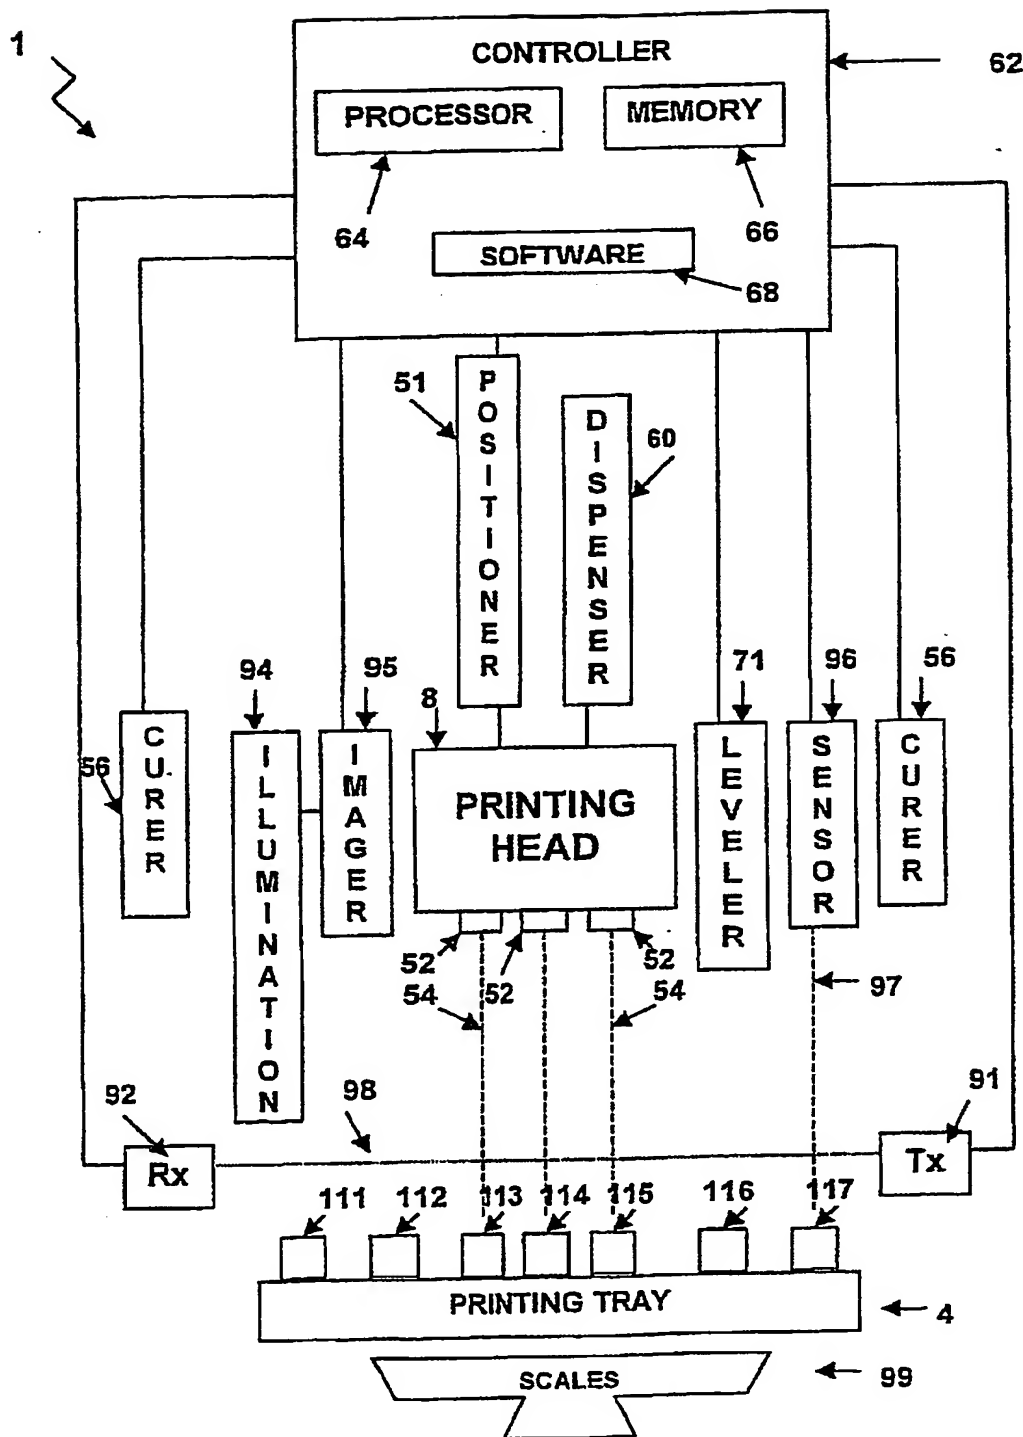 1
CONTROLLER
62
PROCESSOR
MEMORY
64
66
SOFTWARE
68
51
POSITIONER
DISPENSER
60
94
95
8
71
96
56
56
CURER
ILLUMINATION
IMAGER
PRINTING
HEAD
LEVELER
SENSOR
CURER
52
52
52
54
54
97
92
98
91
Rx
Tx
111
112
113
114
115
116
117
PRINTING TRAY
4
SCALES
99